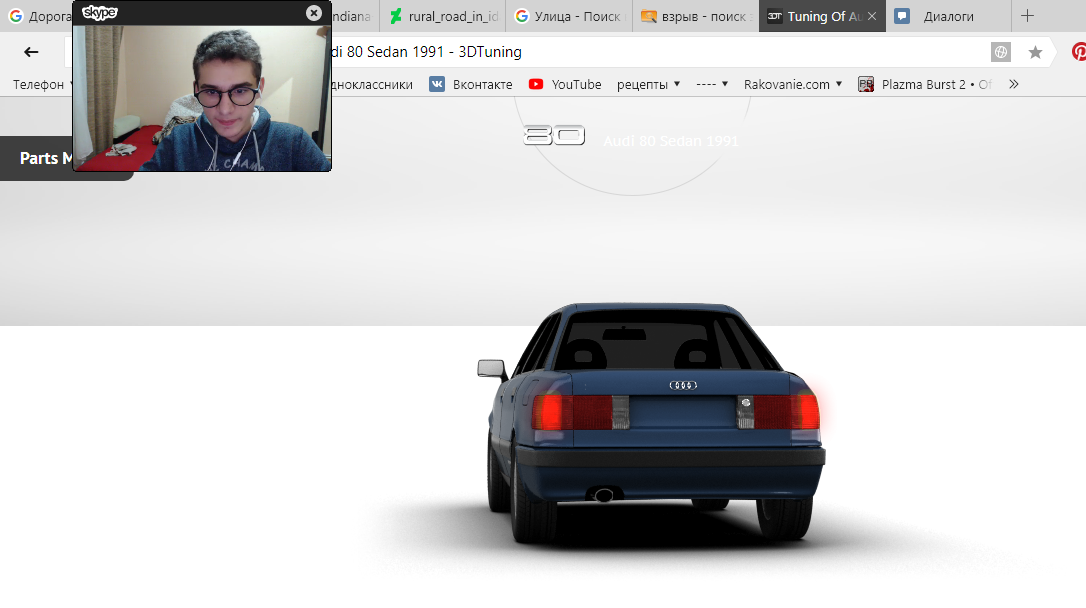 Дорога
skype
ndiana
rural_road_in_id
Улица - Поиск
взрыв - поиск
Tuning Of Au
Диалоги
di 80 Sedan 1991 - 3DTuning
Телефон
дноклассники
Вконтакте
YouTube
рецепты
----
Rakovanie.com
Plazma Burst 2 • Of
80
Audi 80 Sedan 1991
Parts M